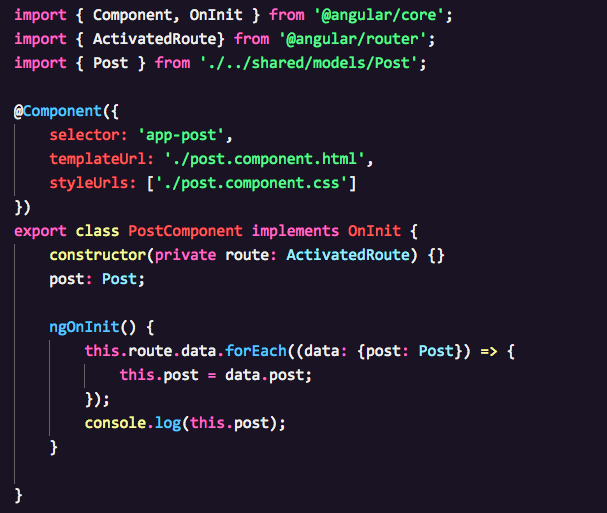 import { Component, OnInit } from '@angular/core';
import { ActivatedRoute} from '@angular/router';
import { Post } from './../shared/models/Post';

@Component({
    selector: 'app-post',
    templateUrl: './post.component.html',
    styleUrls: ['./post.component.css']
})
export class PostComponent implements OnInit {
    constructor(private route: ActivatedRoute) {}
    post: Post;

    ngOnInit() {
        this.route.data.forEach((data: {post: Post}) => {
            this.post = data.post;
        });
        console.log(this.post);
    }

}